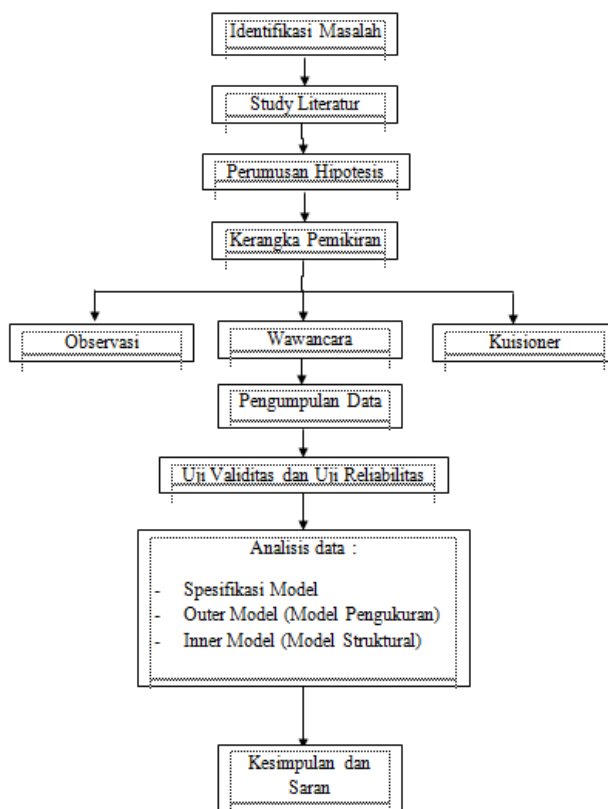 Identifikasi Masalah
Study Literatur
Perumusan Hipotesis
Kerangka Pemikiran
Observasi
Wawancara
Kuisioner
Pengumpulan Data
Uji Validitas dan Uji Reliabilitas
Analisis data :
- Spesifikasi Model
- Outer Model (Model Pengukuran)
- Inner Model (Model Struktural)
Kesimpulan dan
Saran